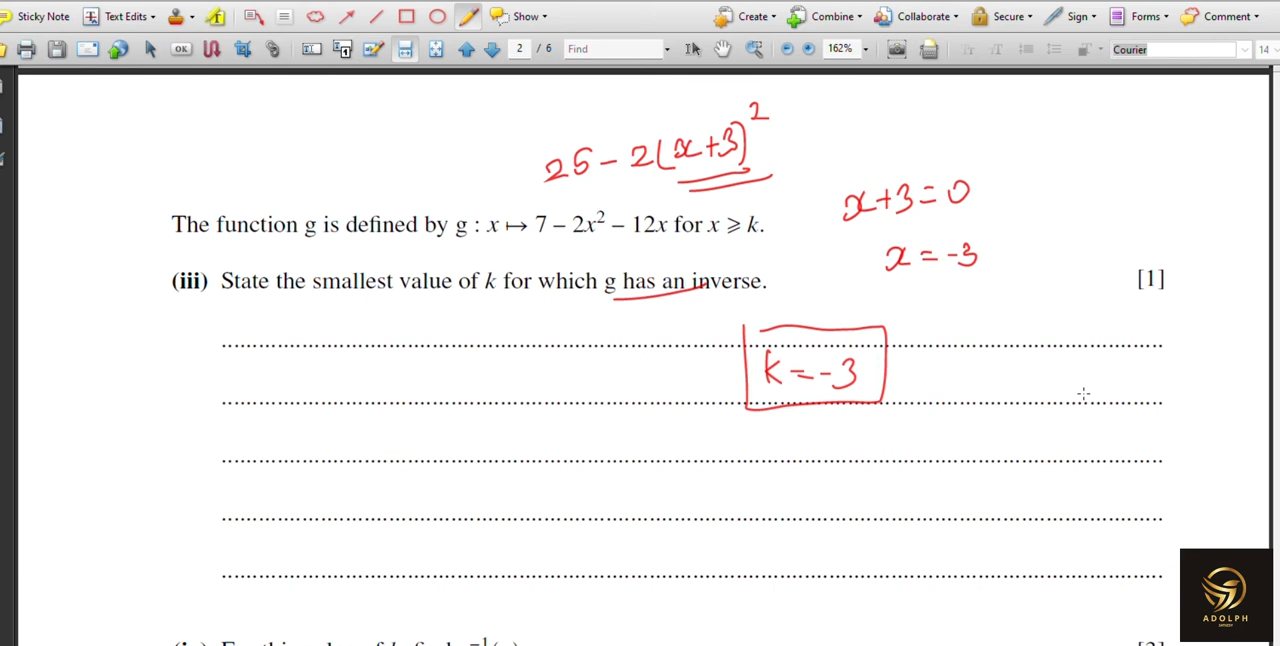 Sticky Note Text Edits Show Create Combine Collaborate Secure Sign Forms Comment
OK 2 / 6 Find 162% Courier 14
25 - 2(x+3)²
x+3=0
The function g is defined by g : x ↦ 7 − 2x² − 12x for x ⩾ k.
x = -3
(iii) State the smallest value of k for which g has an inverse. [1]
k = -3
ADOLPH